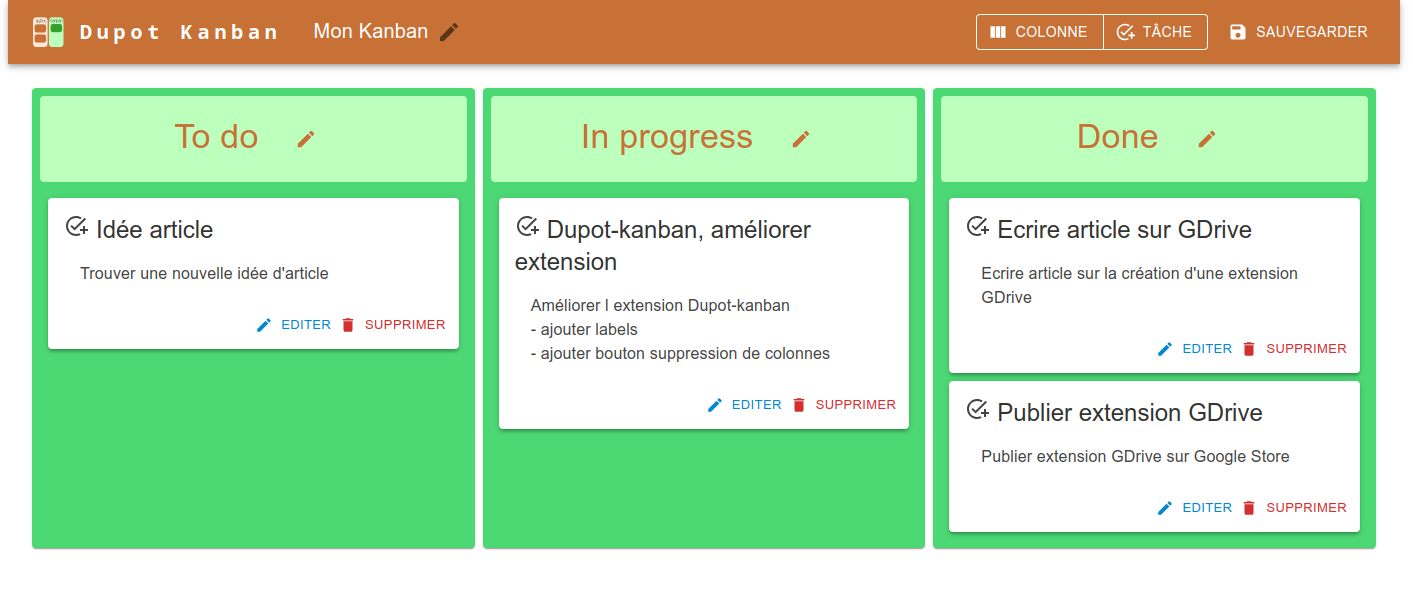 Dupot Kanban
Mon Kanban
COLONNE
TÂCHE
SAUVEGARDER
To do
Idée article
Trouver une nouvelle idée d'article
EDITER SUPPRIMER
In progress
Dupot-kanban, améliorer
extension
Améliorer l extension Dupot-kanban
- ajouter labels
- ajouter bouton suppression de colonnes
EDITER SUPPRIMER
Done
Ecrire article sur GDrive
Ecrire article sur la création d'une extension
GDrive
EDITER SUPPRIMER
Publier extension GDrive
Publier extension GDrive sur Google Store
EDITER SUPPRIMER